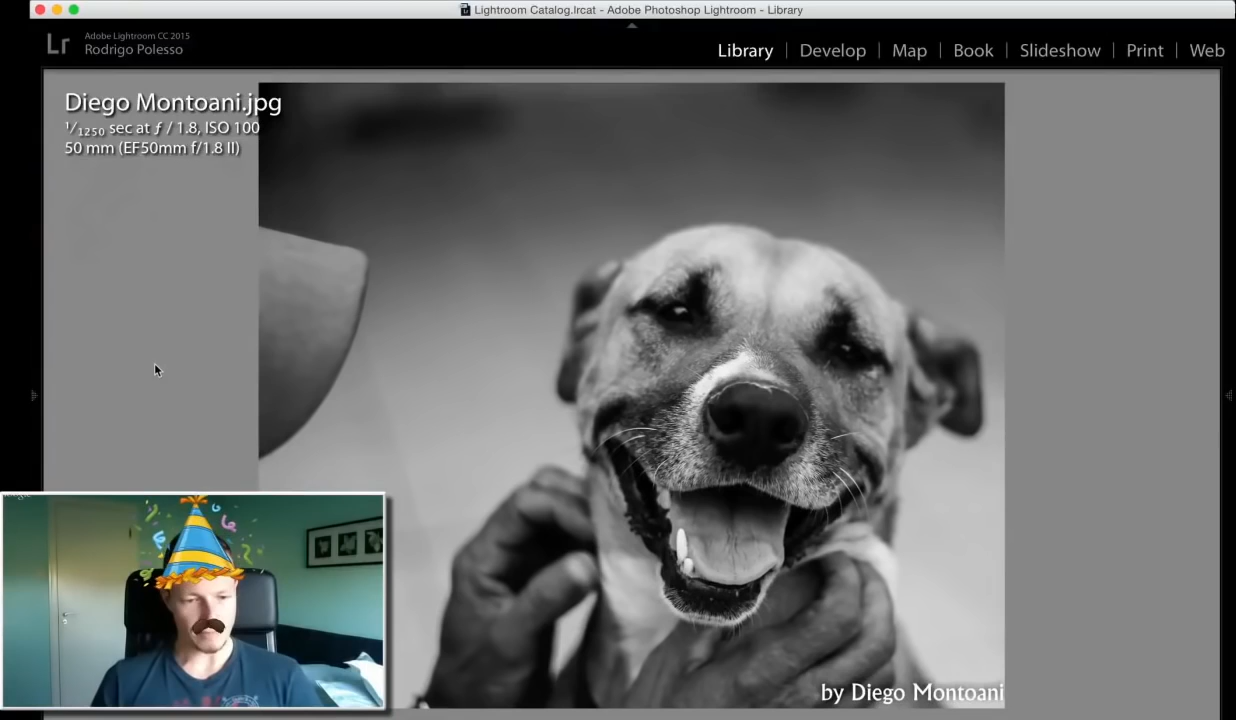 Lightroom Catalog.lrcat - Adobe Photoshop Lightroom - Library
Lr
Adobe Lightroom CC 2015
Rodrigo Polesso
Library | Develop | Map | Book | Slideshow | Print | Web
Diego Montoani.jpg
1/1250 sec at ƒ / 1.8, ISO 100
50 mm (EF50mm f/1.8 II)
by Diego Montoani